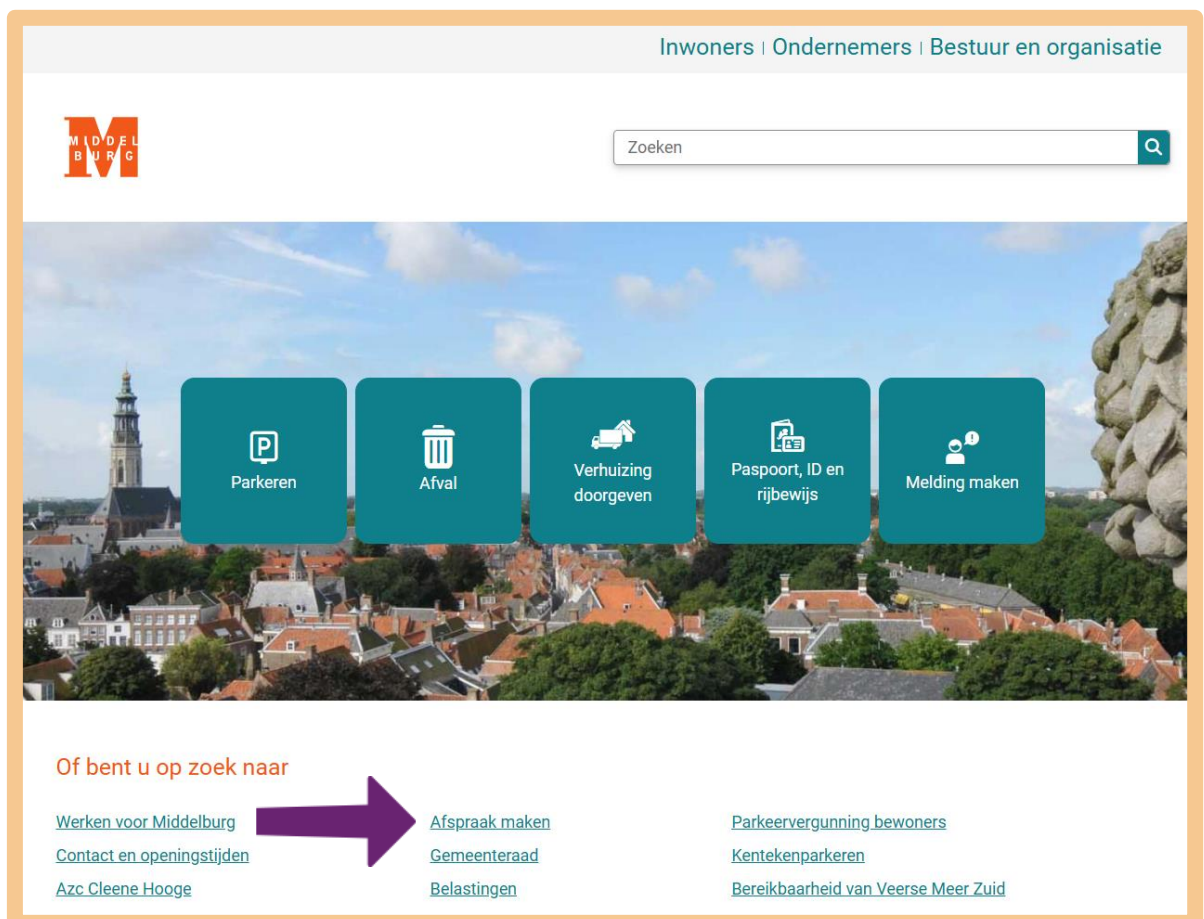 Inwoners | Ondernemers | Bestuur en organisatie
MIDDEL
BURG
Zoeken
P
Parkeren
Afval
Verhuizing
doorgeven
Paspoort, ID en
rijbewijs
Melding maken
Of bent u op zoek naar
Werken voor Middelburg
Afspraak maken
Parkeervergunning bewoners
Contact en openingstijden
Gemeenteraad
Kentekenparkeren
Azc Cleene Hooge
Belastingen
Bereikbaarheid van Veerse Meer Zuid